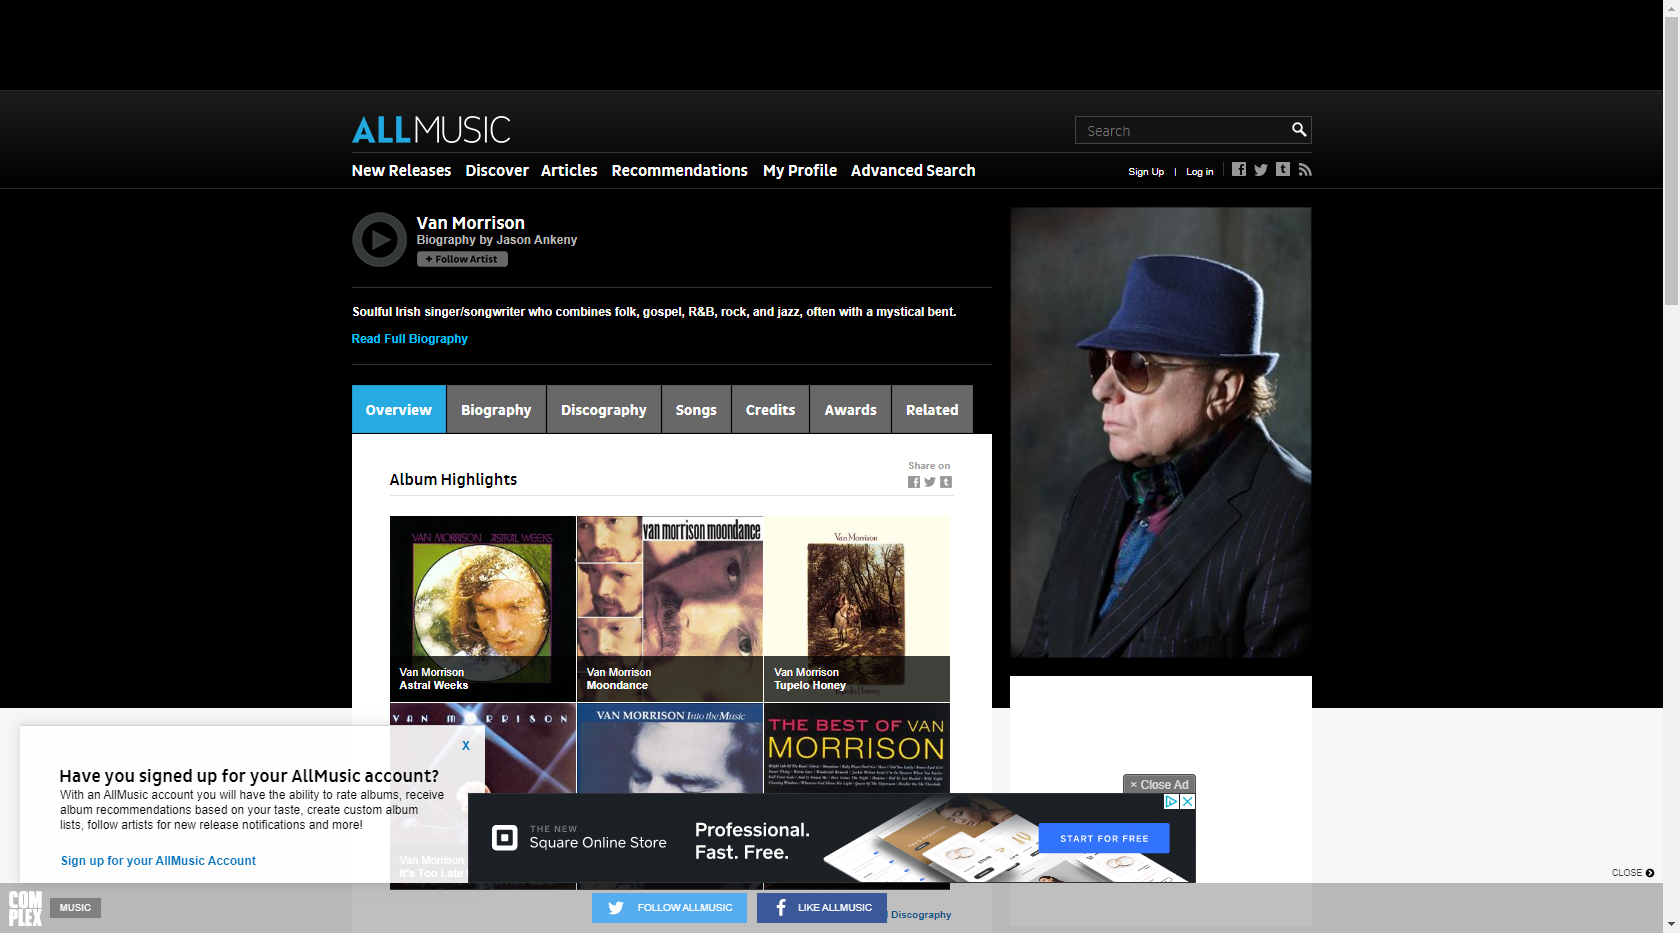 ALLMUSIC
Search
New Releases Discover Articles Recommendations My Profile Advanced Search
Sign Up | Log in
Van Morrison
Biography by Jason Ankeny
+ Follow Artist
Soulful Irish singer/songwriter who combines folk, gospel, R&B, rock, and jazz, often with a mystical bent.
Read Full Biography
Overview Biography Discography Songs Credits Awards Related
Album Highlights
Share on
VAN MORRISON ASTRAL WEEKS
van morrison moondance
Van Morrison
Tupelo Honey
Van Morrison
Astral Weeks
Van Morrison
Moondance
Van Morrison
Tupelo Honey
VAN MORRISON
VAN MORRISON Into the Music
THE BEST OF VAN
MORRISON
Van Morrison
It's Too Late
X
Have you signed up for your AllMusic account?
With an AllMusic account you will have the ability to rate albums, receive
album recommendations based on your taste, create custom album
lists, follow artists for new release notifications and more!
Sign up for your AllMusic Account
× Close Ad
THE NEW
Square Online Store
Professional.
Fast. Free.
START FOR FREE
CLOSE
COM
PLEX
MUSIC
FOLLOW ALLMUSIC
LIKE ALLMUSIC
Discography